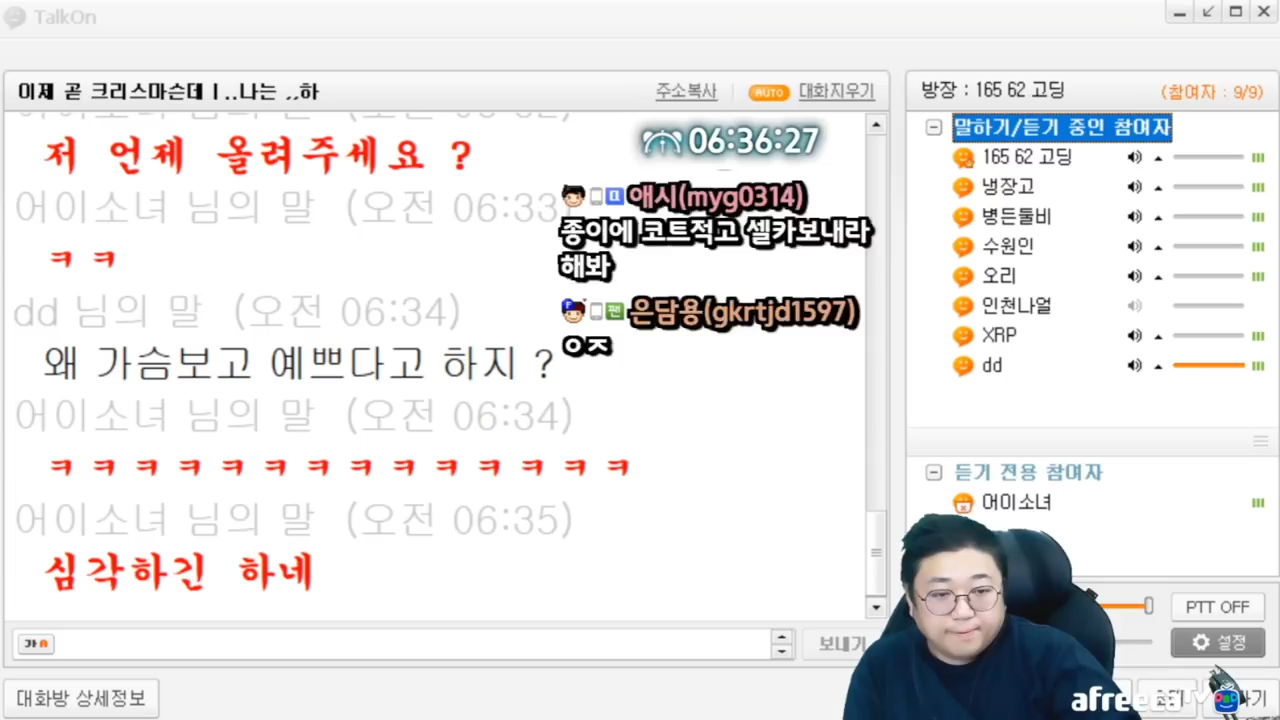 TalkOn
이제 곧 크리스마슨데 ㅣ..나는 ,,하
주소복사
AUTO
대화지우기
저 언제 올려주세요 ?
어이소녀 님의 말 (오전 06:33
ㅋ ㅋ
dd 님의 말 (오전 06:34)
왜 가슴보고 예쁘다고 하지 ?
어이소녀 님의 말 (오전 06:34)
ㅋ ㅋ ㅋ ㅋ ㅋ ㅋ ㅋ ㅋ ㅋ ㅋ ㅋ ㅋ ㅋ ㅋ
어이소녀 님의 말 (오전 06:35)
심각하긴 하네
06:36:27
애시(myg0314)
종이에 코트적고 셀카보내라
해봐
팬 은담용(gkrtjd1597)
ㅇㅈ
가A
보내기
대화방 상세정보
방장 : 165 62 고딩
(참여자 : 9/9)
말하기/듣기 중인 참여자
165 62 고딩
냉장고
병든둘비
수원인
오리
인천나얼
XRP
dd
듣기 전용 참여자
어이소녀
PTT OFF
설정